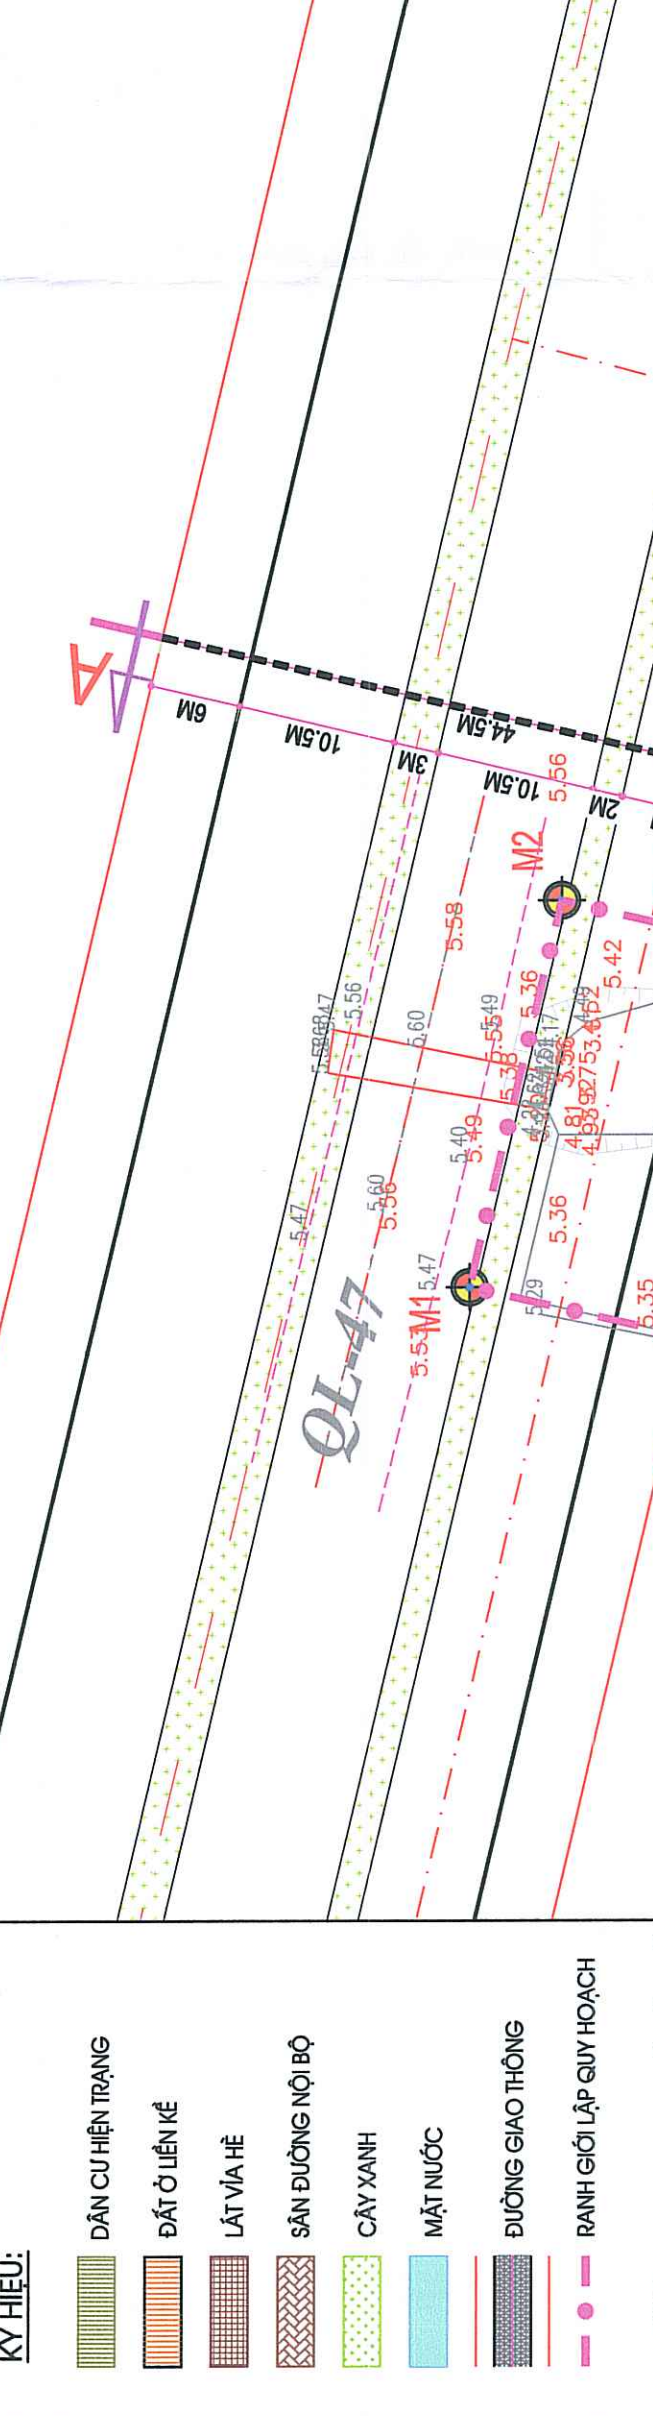 KÝ HIỆU:
DÂN CƯ HIỆN TRẠNG
ĐẤT Ở LIỀN KỀ
LÁT VỈA HÈ
SÂN ĐƯỜNG NỘI BỘ
CÂY XANH
MẶT NƯỚC
ĐƯỜNG GIAO THÔNG
RANH GIỚI LẬP QUY HOẠCH
A
6M
10.5M
3M
44.5M
10.5M
2M
5.56
M2
5.58
5.56
5.60
5.49
5.36
5.42
5.40
5.49
5.47
5.60
5.56
5.36
5.47
5.53
M1
5.29
5.35
QL-47